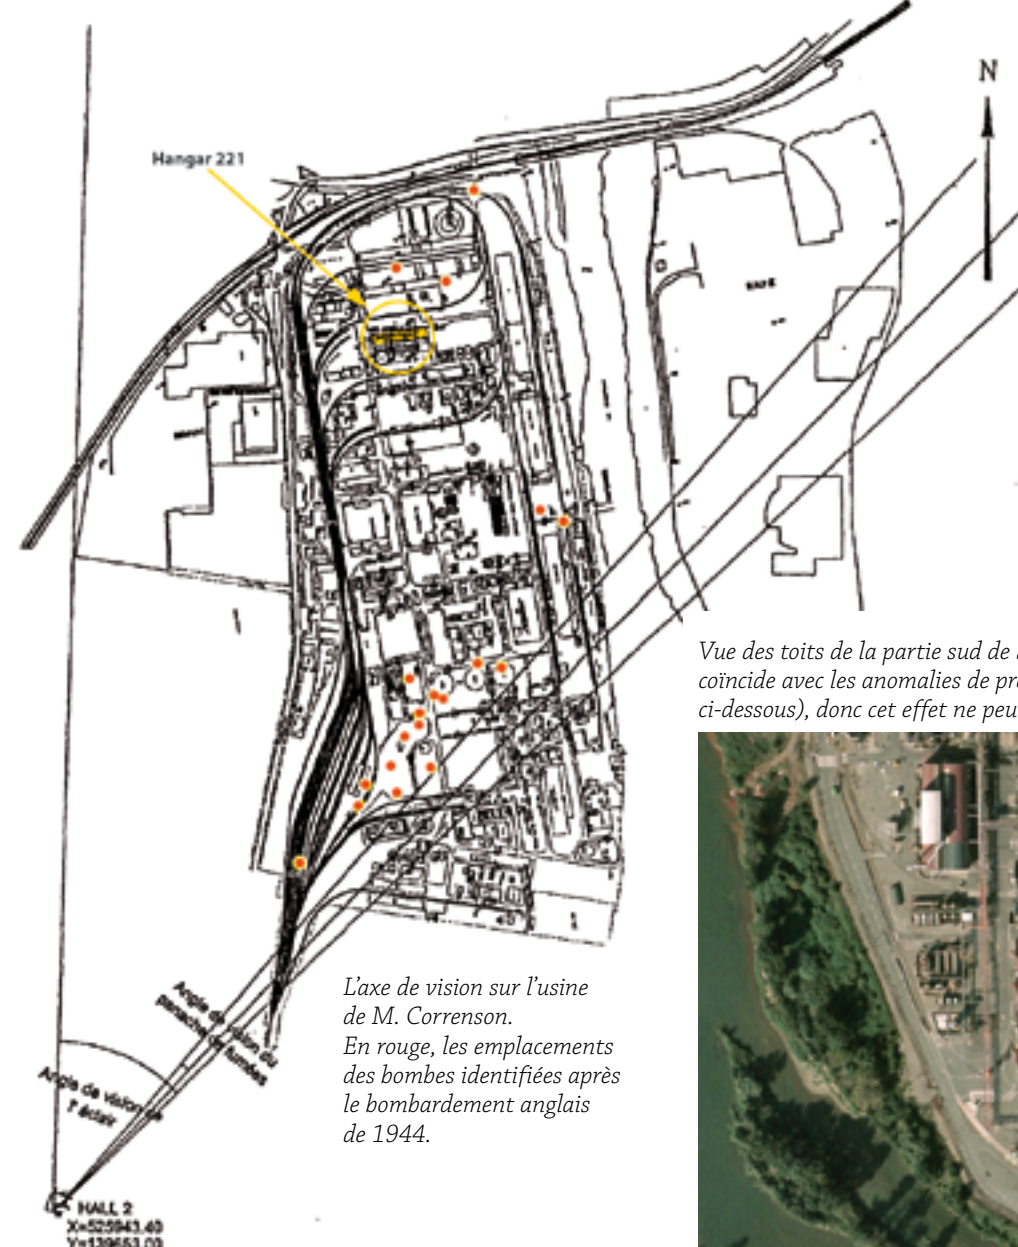 N
Hangar 221
Vue des toits de la partie sud de
coïncide avec les anomalies de
ci-dessous), donc cet effet ne
L’axe de vision sur l’usine
de M. Correnson.
En rouge, les emplacements
des bombes identifiées après
le bombardement anglais
de 1944.
Angle de vision du
panache de fumées
Angle de vision de
l'éclair
HALL 2
X=525943.40